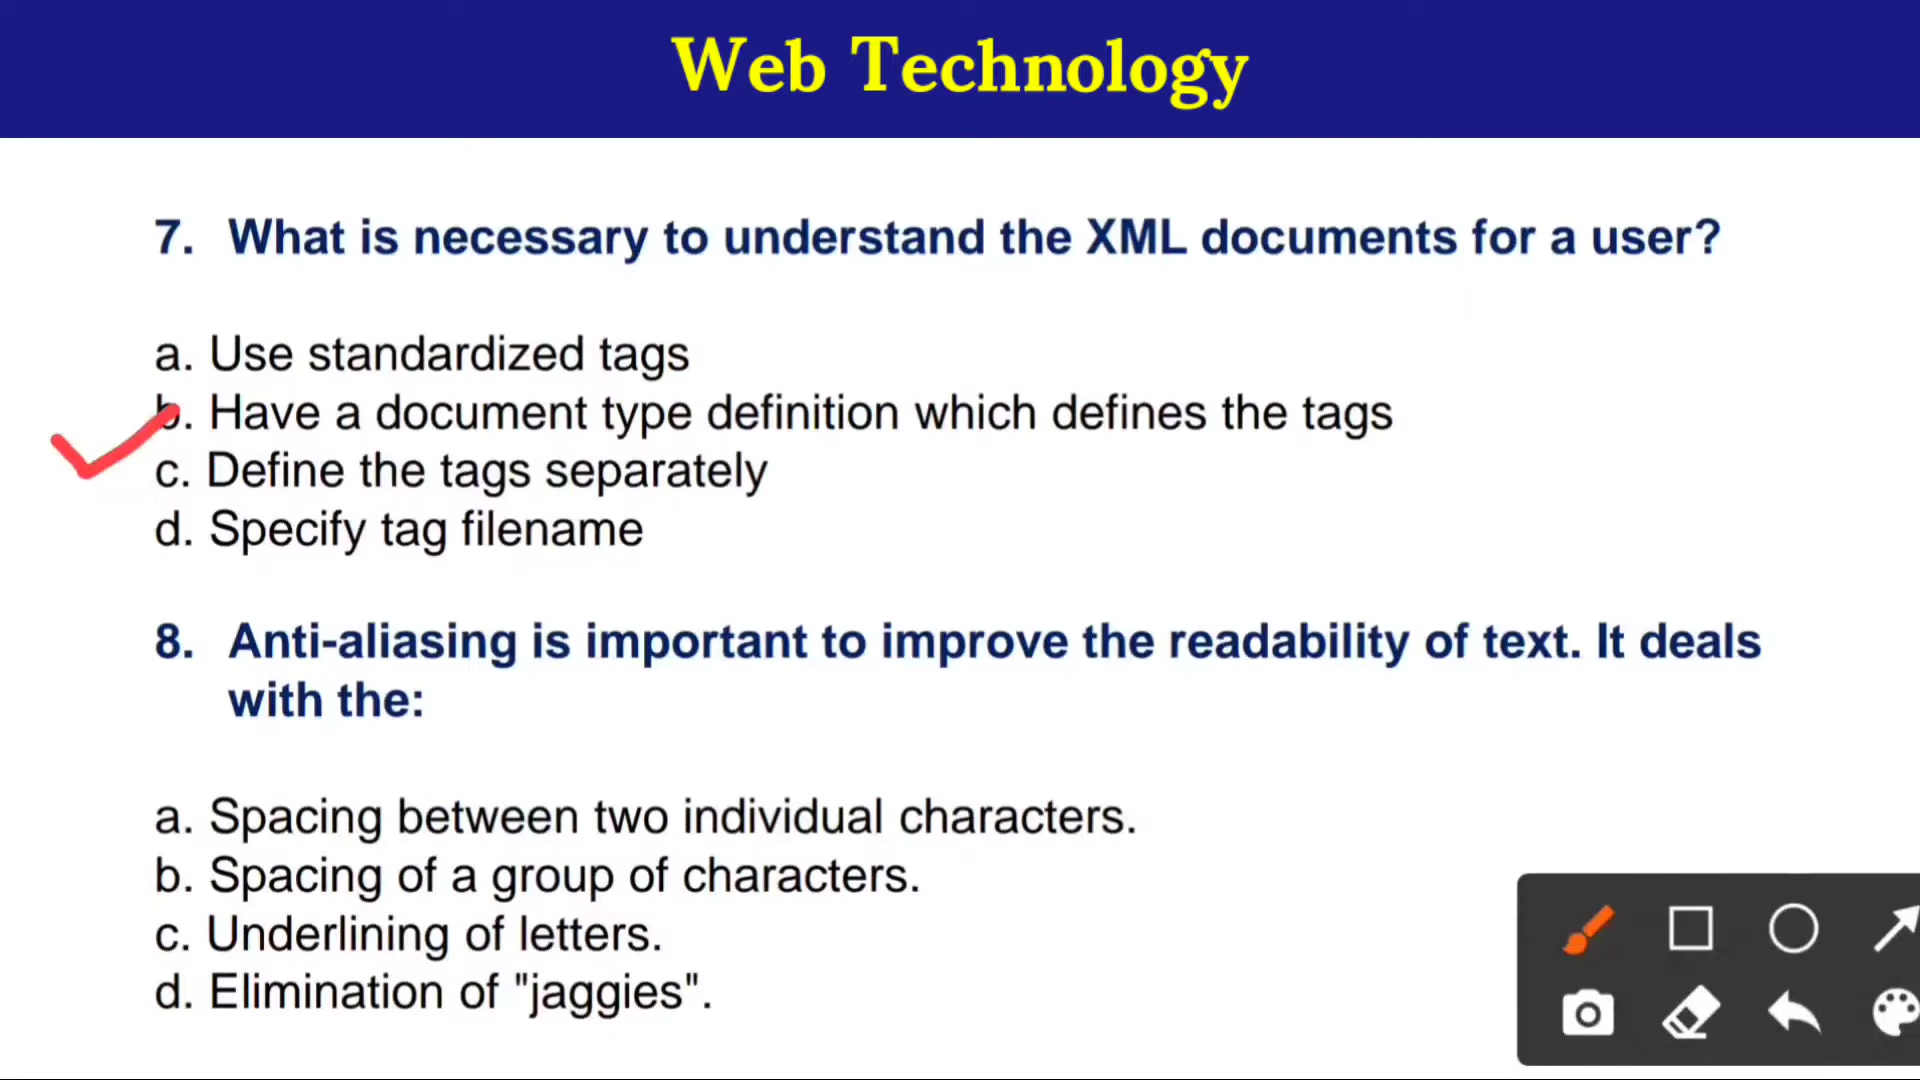 Web Technology
7. What is necessary to understand the XML documents for a user?
a. Use standardized tags
b. Have a document type definition which defines the tags
c. Define the tags separately
d. Specify tag filename
8. Anti-aliasing is important to improve the readability of text. It deals
with the:
a. Spacing between two individual characters.
b. Spacing of a group of characters.
c. Underlining of letters.
d. Elimination of "jaggies".